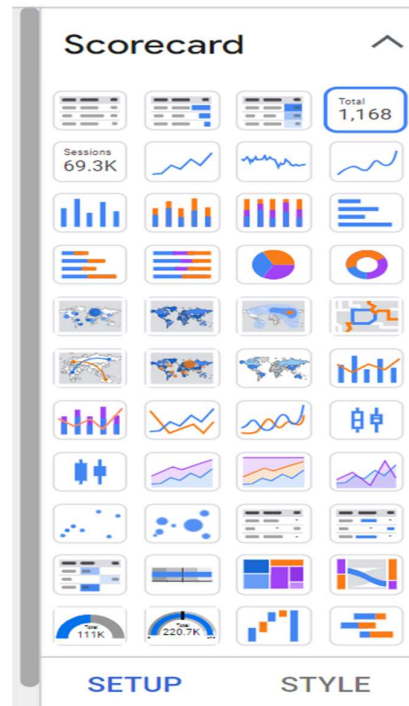 Scorecard
Total
1,168
Sessions
69.3K
Total
111K
Total
220.7K
SETUP
STYLE